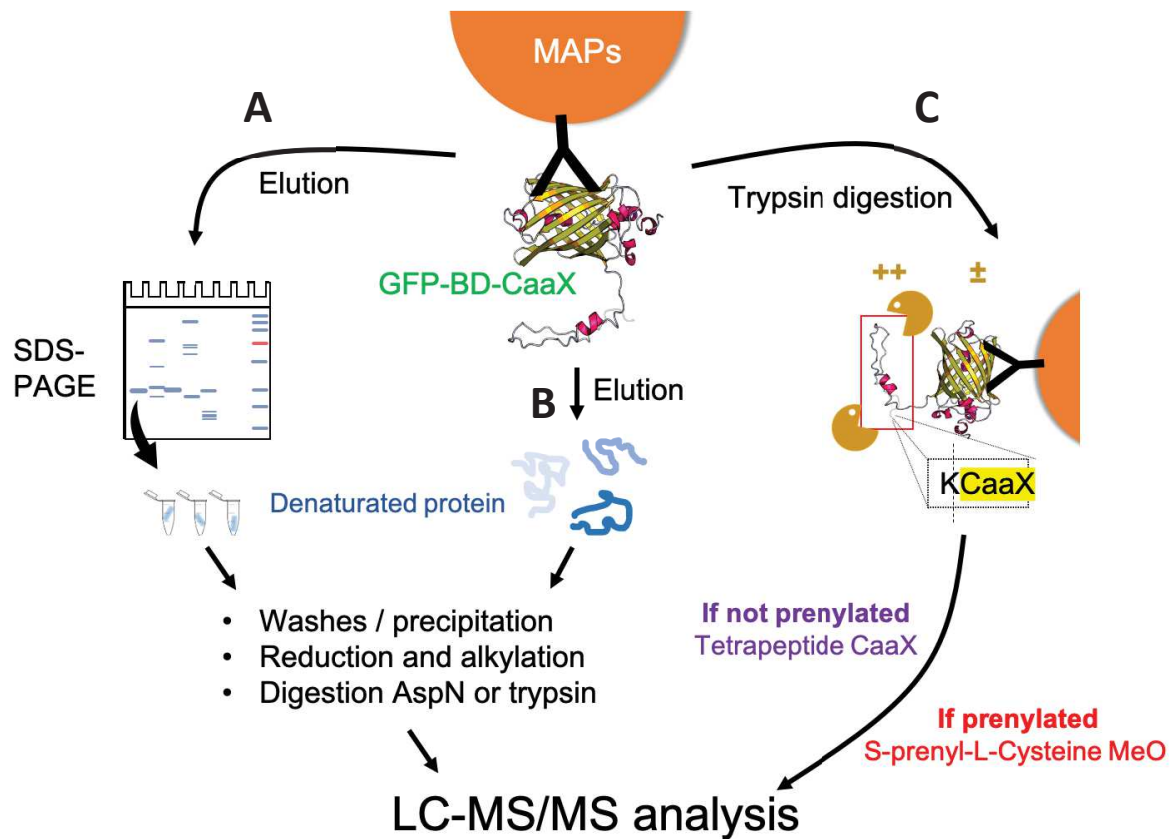 MAPs
A
Elution
C
Trypsin digestion
GFP-BD-CaaX
++
±
SDS-
PAGE
B
Elution
Denaturated protein
KCaaX
• Washes / precipitation
• Reduction and alkylation
• Digestion AspN or trypsin
If not prenylated
Tetrapeptide CaaX
If prenylated
S-prenyl-L-Cysteine MeO
LC-MS/MS analysis